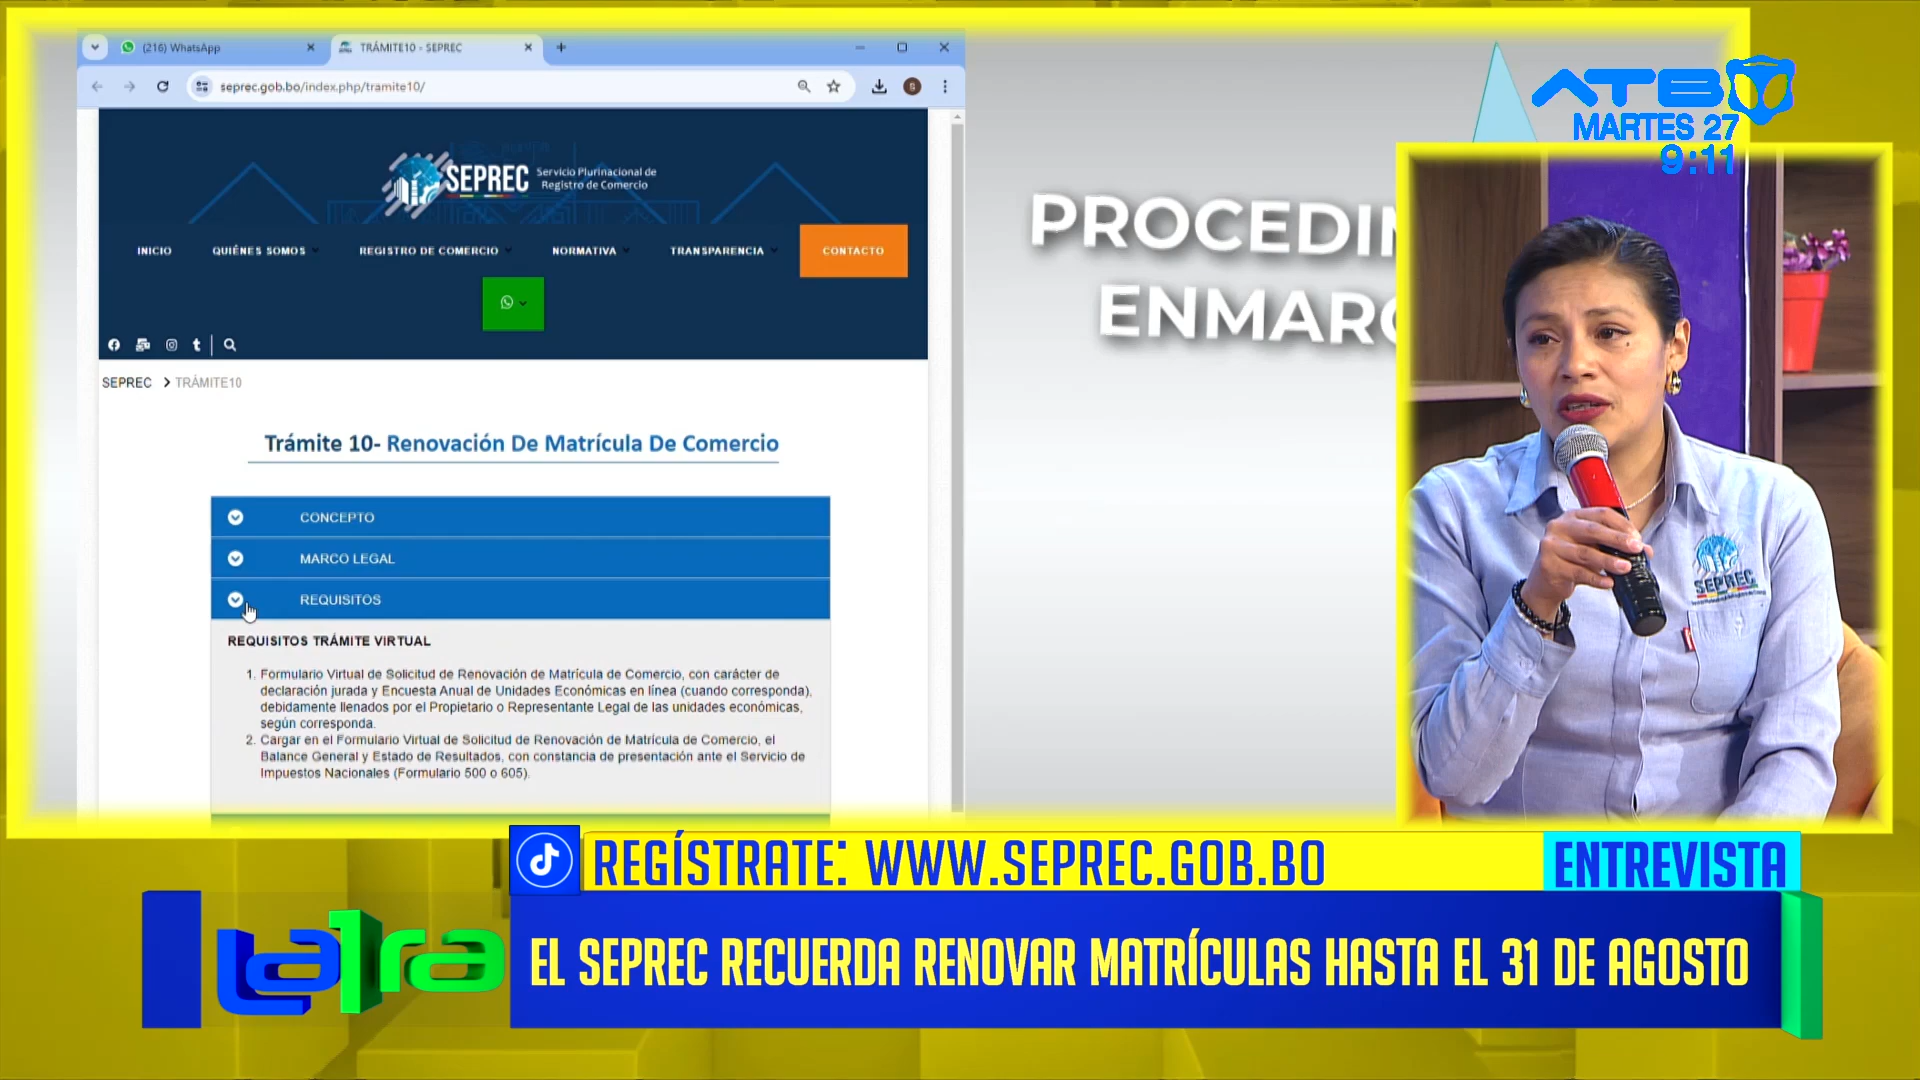 (216) WhatsApp
TRÁMITE10 - SEPREC
seprec.gob.bo/index.php/tramite10/
SEPREC
Servicio Plurinacional de
Registro de Comercio
INICIO
QUIÉNES SOMOS
REGISTRO DE COMERCIO
NORMATIVA
TRANSPARENCIA
CONTACTO
SEPREC > TRÁMITE10
Trámite 10- Renovación De Matrícula De Comercio
CONCEPTO
MARCO LEGAL
REQUISITOS
REQUISITOS TRÁMITE VIRTUAL
1. Formulario Virtual de Solicitud de Renovación de Matrícula de Comercio, con carácter de
declaración jurada y Encuesta Anual de Unidades Económicas en línea (cuando corresponda),
debidamente llenados por el Propietario o Representante Legal de las unidades económicas,
según corresponda.
2. Cargar en el Formulario Virtual de Solicitud de Renovación de Matrícula de Comercio, el
Balance General y Estado de Resultados, con constancia de presentación ante el Servicio de
Impuestos Nacionales (Formulario 500 o 605).
PROCEDIM
ENMARC
ATB
MARTES 27
9:11
SEPREC
REGÍSTRATE: WWW.SEPREC.GOB.BO
ENTREVISTA
La1ra
EL SEPREC RECUERDA RENOVAR MATRÍCULAS HASTA EL 31 DE AGOSTO